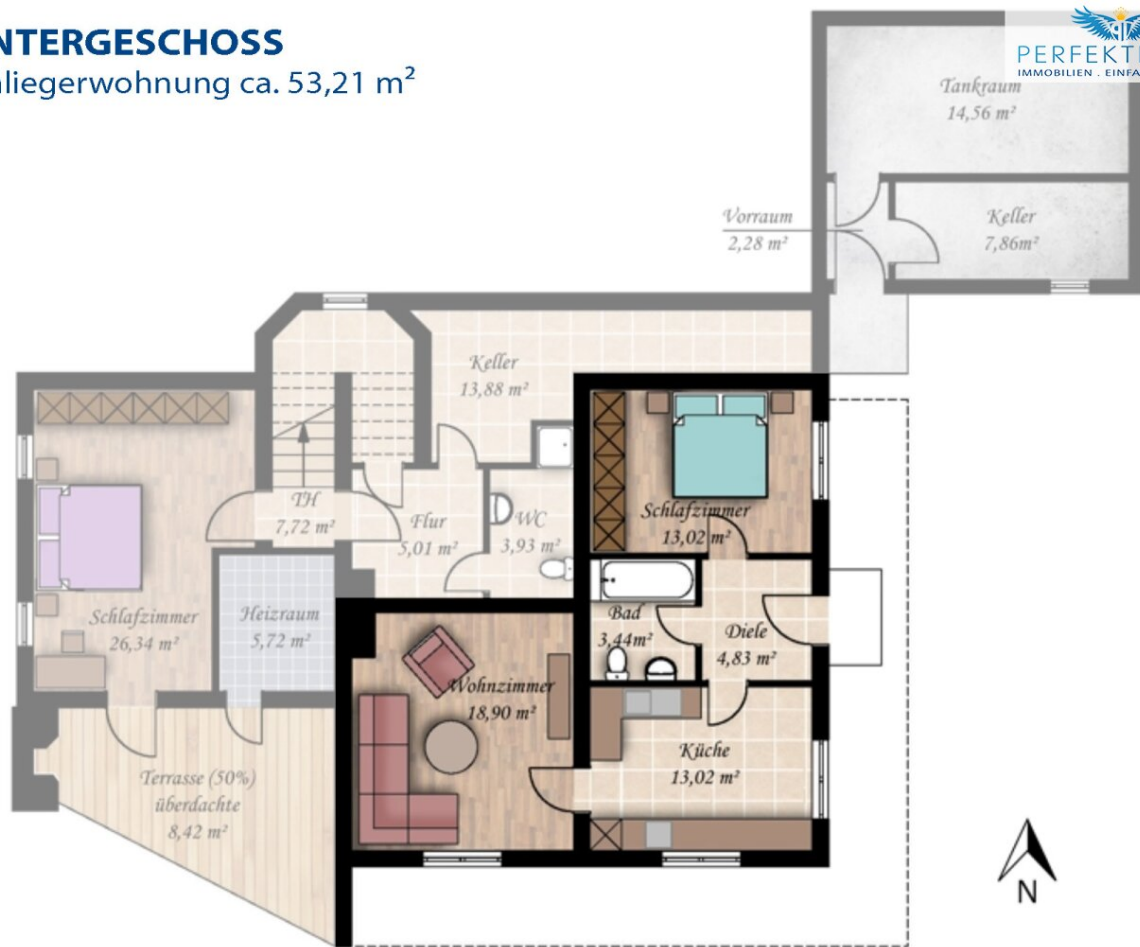 NTERGESCHOSS
liegerwohnung ca. 53,21 m²
PERFEKT
IMMOBILIEN . EINFA
Tankraum
14,56 m²
Vorraum
2,28 m²
Keller
7,86m²
Keller
13,88 m²
TH
7,72 m²
Flur
5,01 m²
WC
3,93 m²
Schlafzimmer
13,02 m²
Schlafzimmer
26,34 m²
Heizraum
5,72 m²
Bad
3,44m²
Diele
4,83 m²
Wohnzimmer
18,90 m²
Küche
13,02 m²
Terrasse (50%)
überdachte
8,42 m²
N